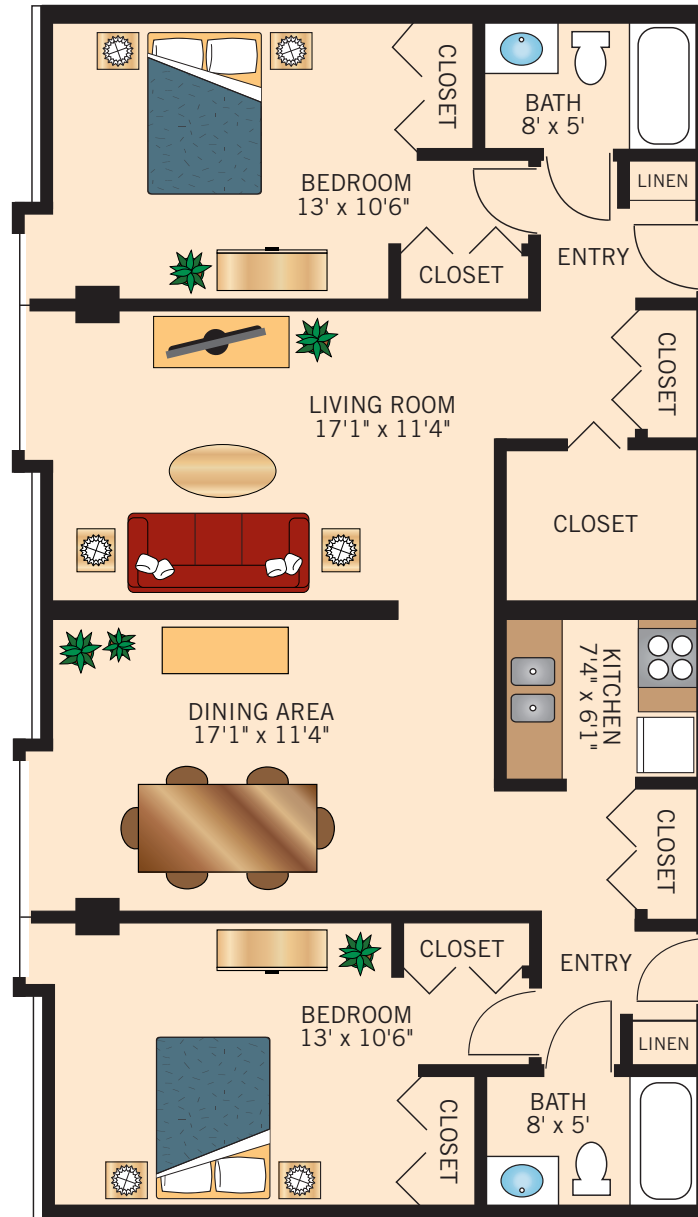 CLOSET
BATH
8' x 5'
BEDROOM
13' x 10'6"
LINEN
CLOSET
ENTRY
CLOSET
LIVING ROOM
17'1" x 11'4"
CLOSET
KITCHEN
7'4" x 6'1"
DINING AREA
17'1" x 11'4"
CLOSET
CLOSET
ENTRY
BEDROOM
13' x 10'6"
LINEN
CLOSET
BATH
8' x 5'